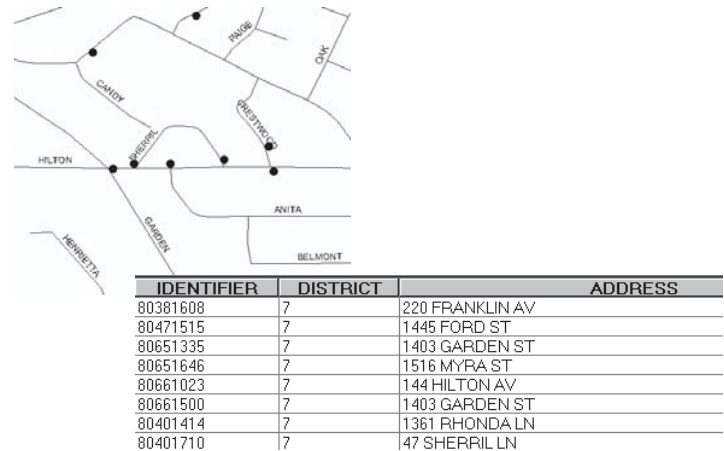 PAIGE
OAK
CANDY
CRESTWOOD
SHERRIL
HILTON
ANITA
GARDEN
HENRIETTA
BELMONT
IDENTIFIER DISTRICT ADDRESS
80381608 7 220 FRANKLIN AV
80471515 7 1445 FORD ST
80651335 7 1403 GARDEN ST
80651646 7 1516 MYRA ST
80661023 7 144 HILTON AV
80661500 7 1403 GARDEN ST
80401414 7 1361 RHONDA LN
80401710 7 47 SHERRIL LN